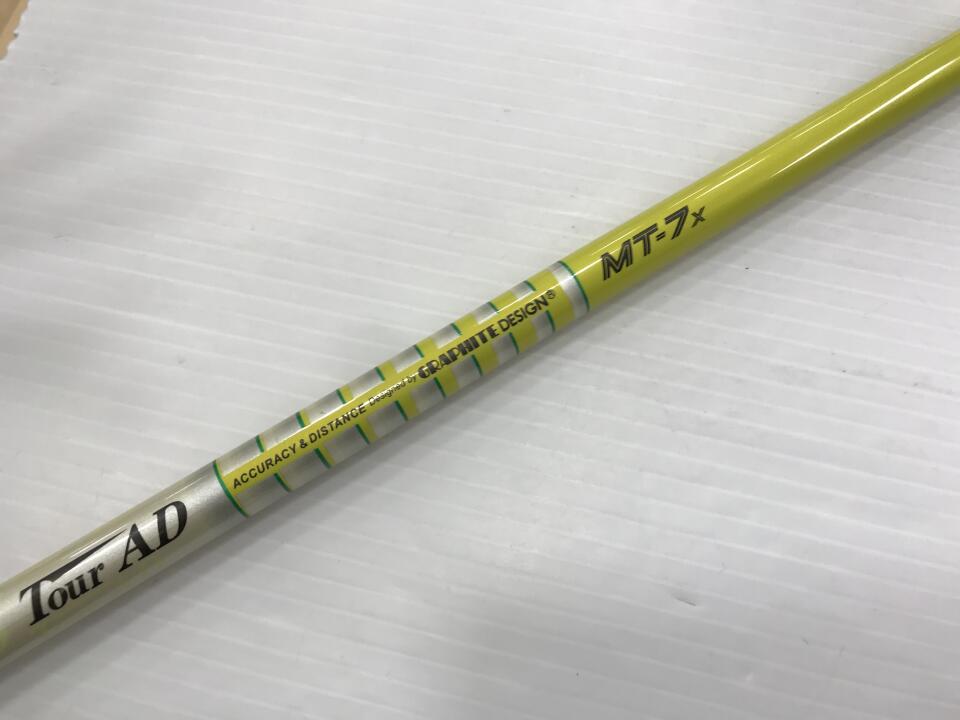 Tour AD
ACCURACY & DISTANCE Designed by GRAPHITE DESIGN®
MT-7x